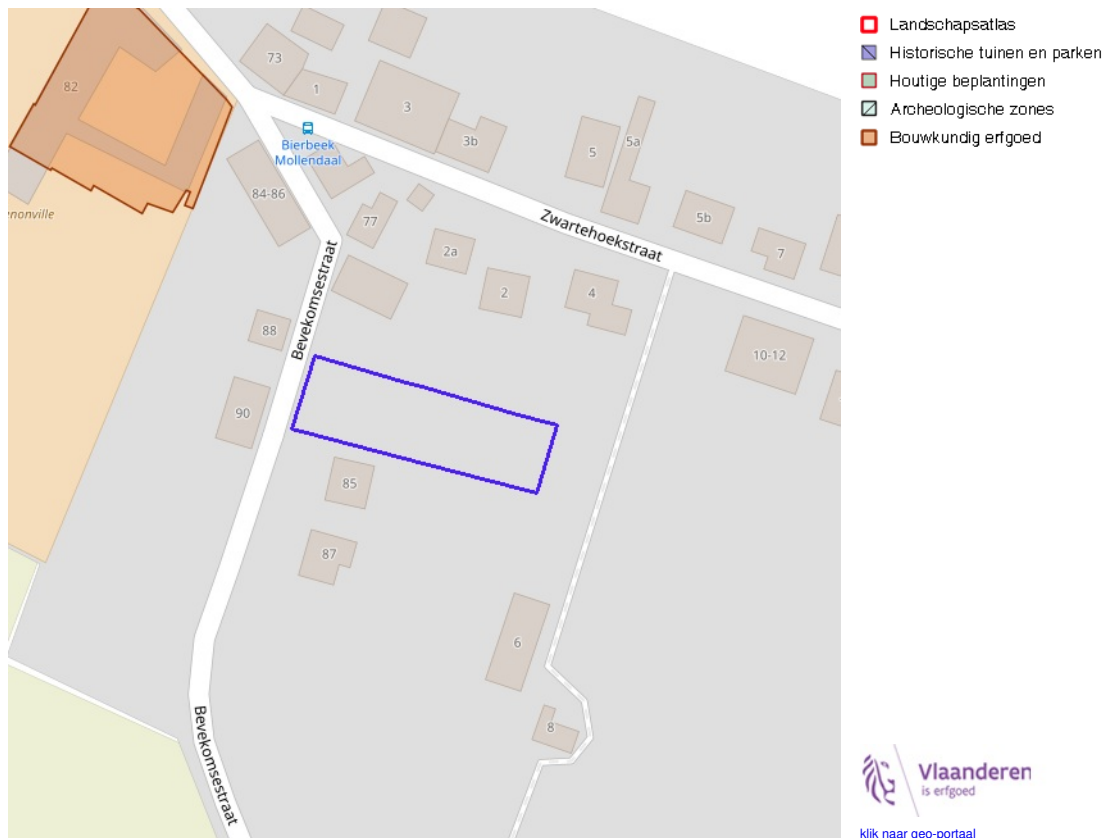 Landschapsatlas
Historische tuinen en parken
Houtige beplantingen
Archeologische zones
Bouwkundig erfgoed
82
73
1
3
3b
5
5a
Bierbeek
Mollendaal
84-86
77
5b
7
Zwartehoekstraat
2a
2
4
enonville
Bevekomsestraat
88
10-12
90
85
87
6
8
Bevekomsestraat
Vlaanderen
is erfgoed
klik naar geo-portaal